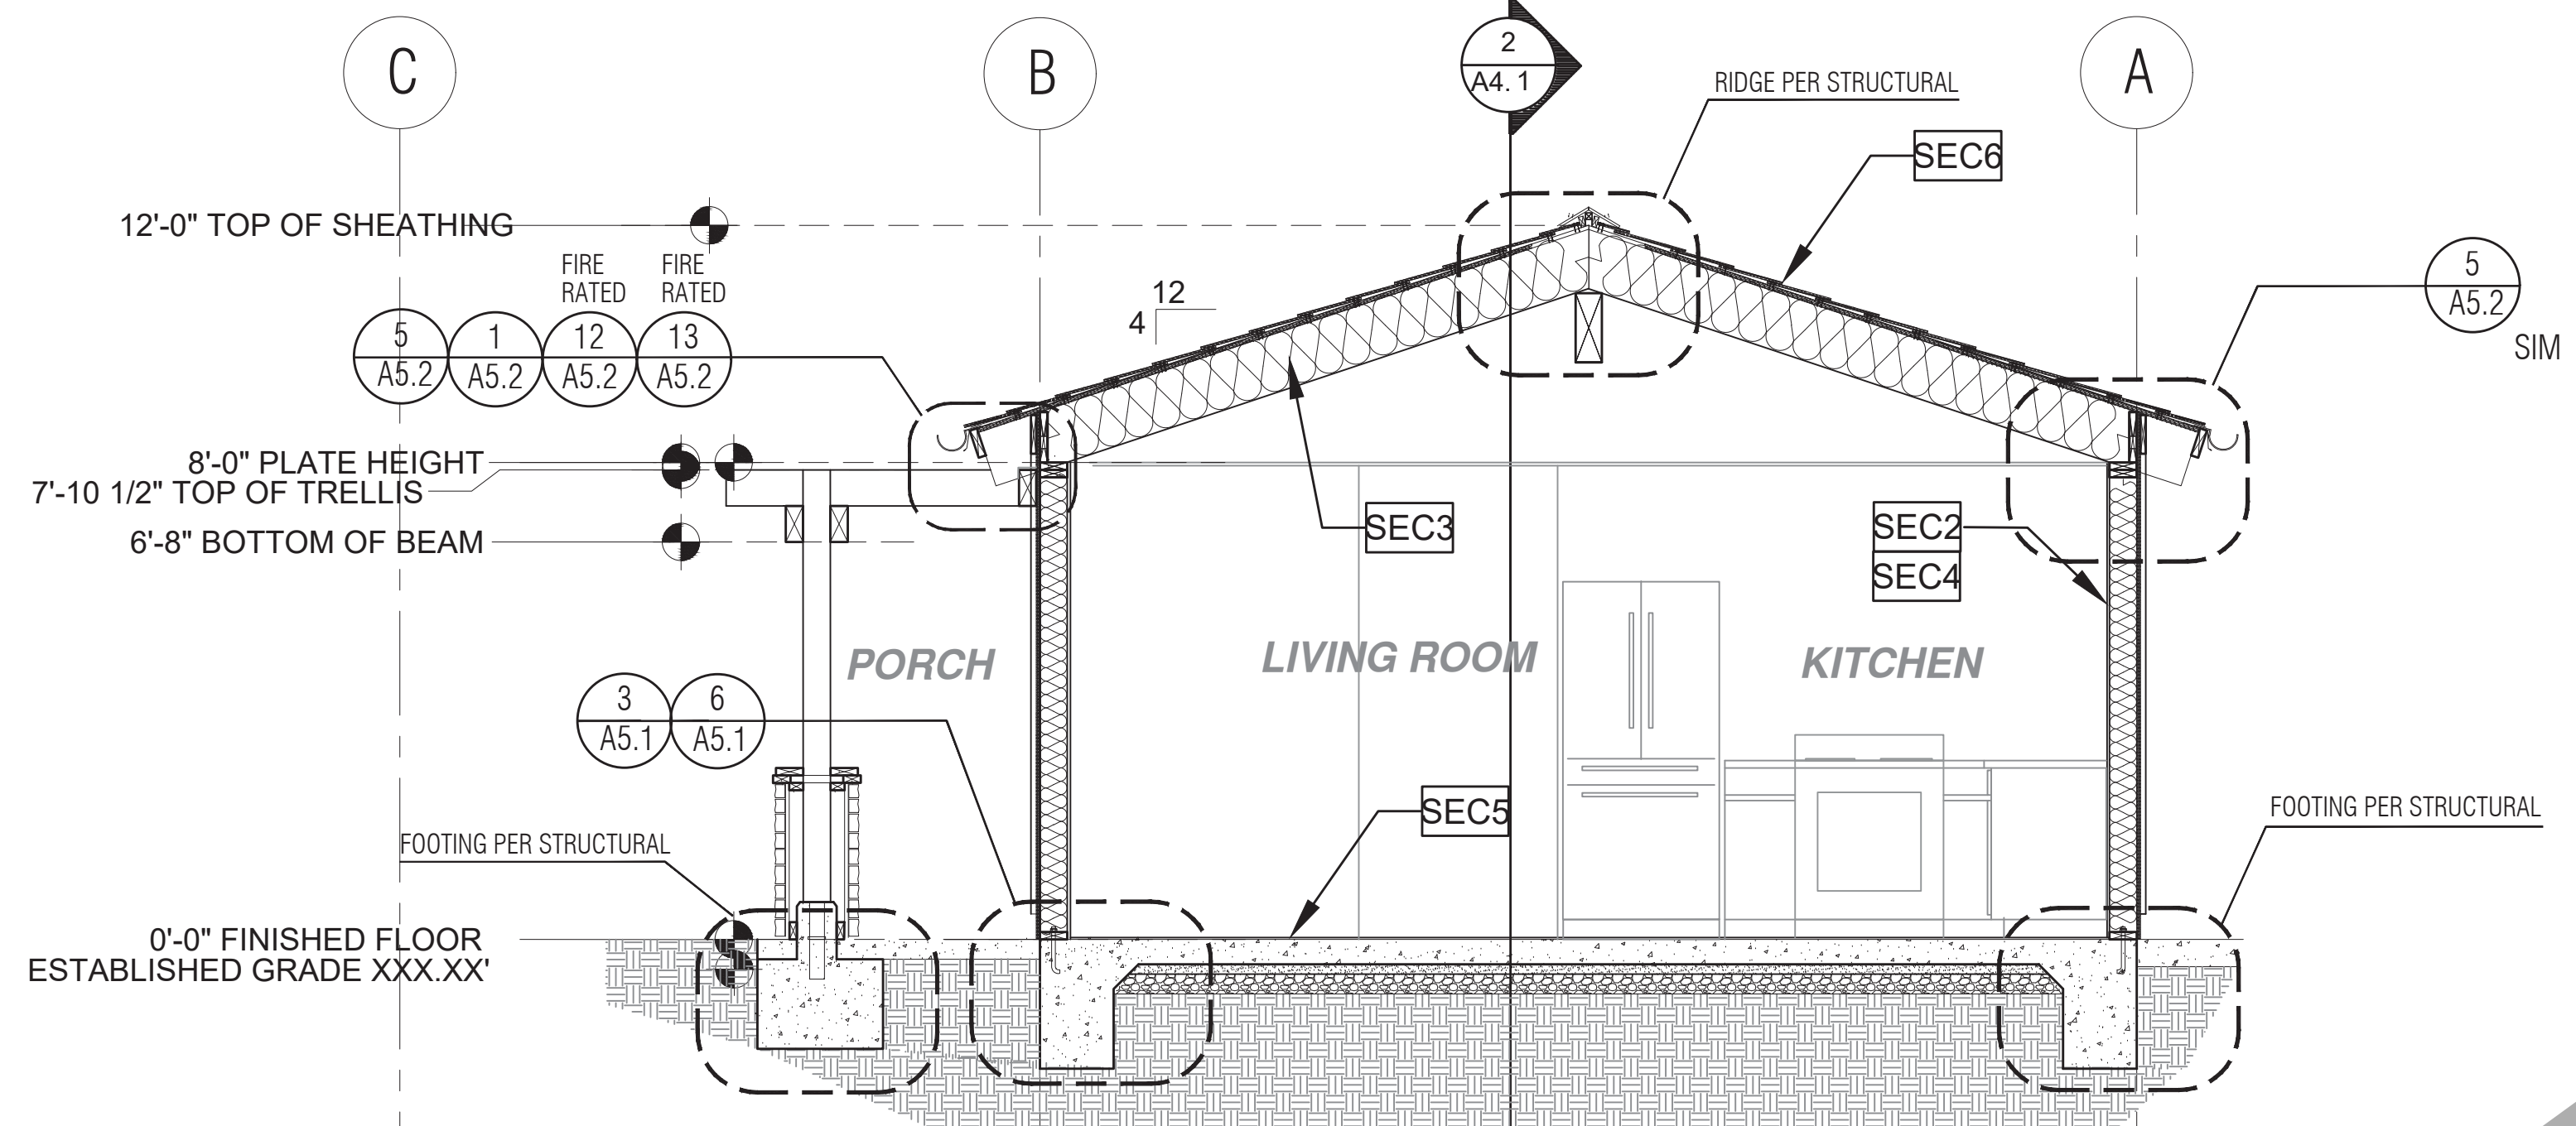 C
B
2
A4.1
A
RIDGE PER STRUCTURAL
SEC6
12'-0" TOP OF SHEATHING
FIRE
RATED
FIRE
RATED
12
4
5
A5.2
1
A5.2
12
A5.2
13
A5.2
5
A5.2
SIM
8'-0" PLATE HEIGHT
7'-10 1/2" TOP OF TRELLIS
6'-8" BOTTOM OF BEAM
SEC3
SEC2
SEC4
PORCH
LIVING ROOM
KITCHEN
3
A5.1
6
A5.1
SEC5
FOOTING PER STRUCTURAL
FOOTING PER STRUCTURAL
0'-0" FINISHED FLOOR
ESTABLISHED GRADE XXX.XX'